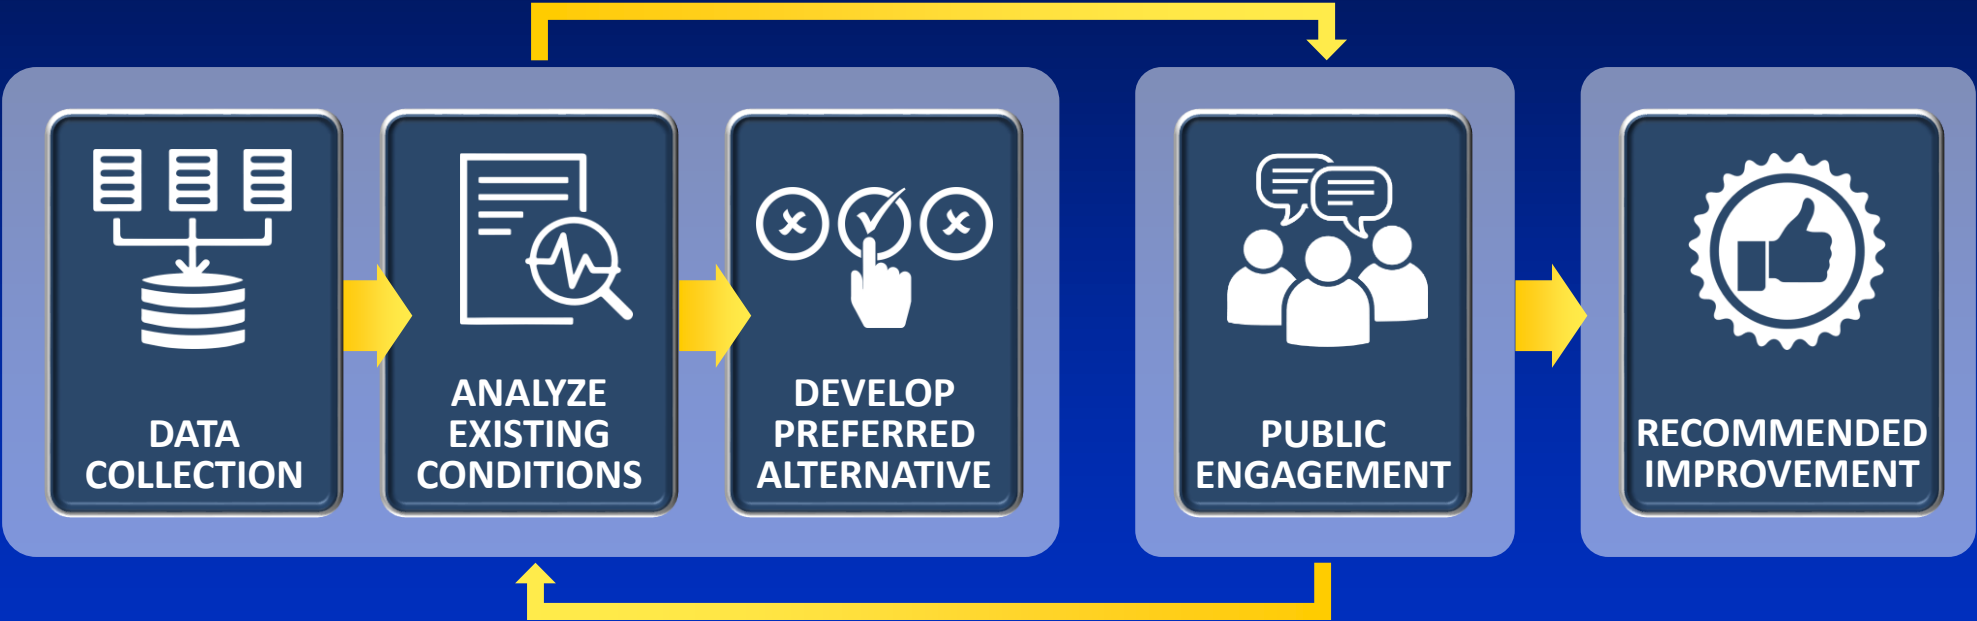 DATA
COLLECTION
ANALYZE
EXISTING
CONDITIONS
DEVELOP
PREFERRED
ALTERNATIVE
PUBLIC
ENGAGEMENT
RECOMMENDED
IMPROVEMENT